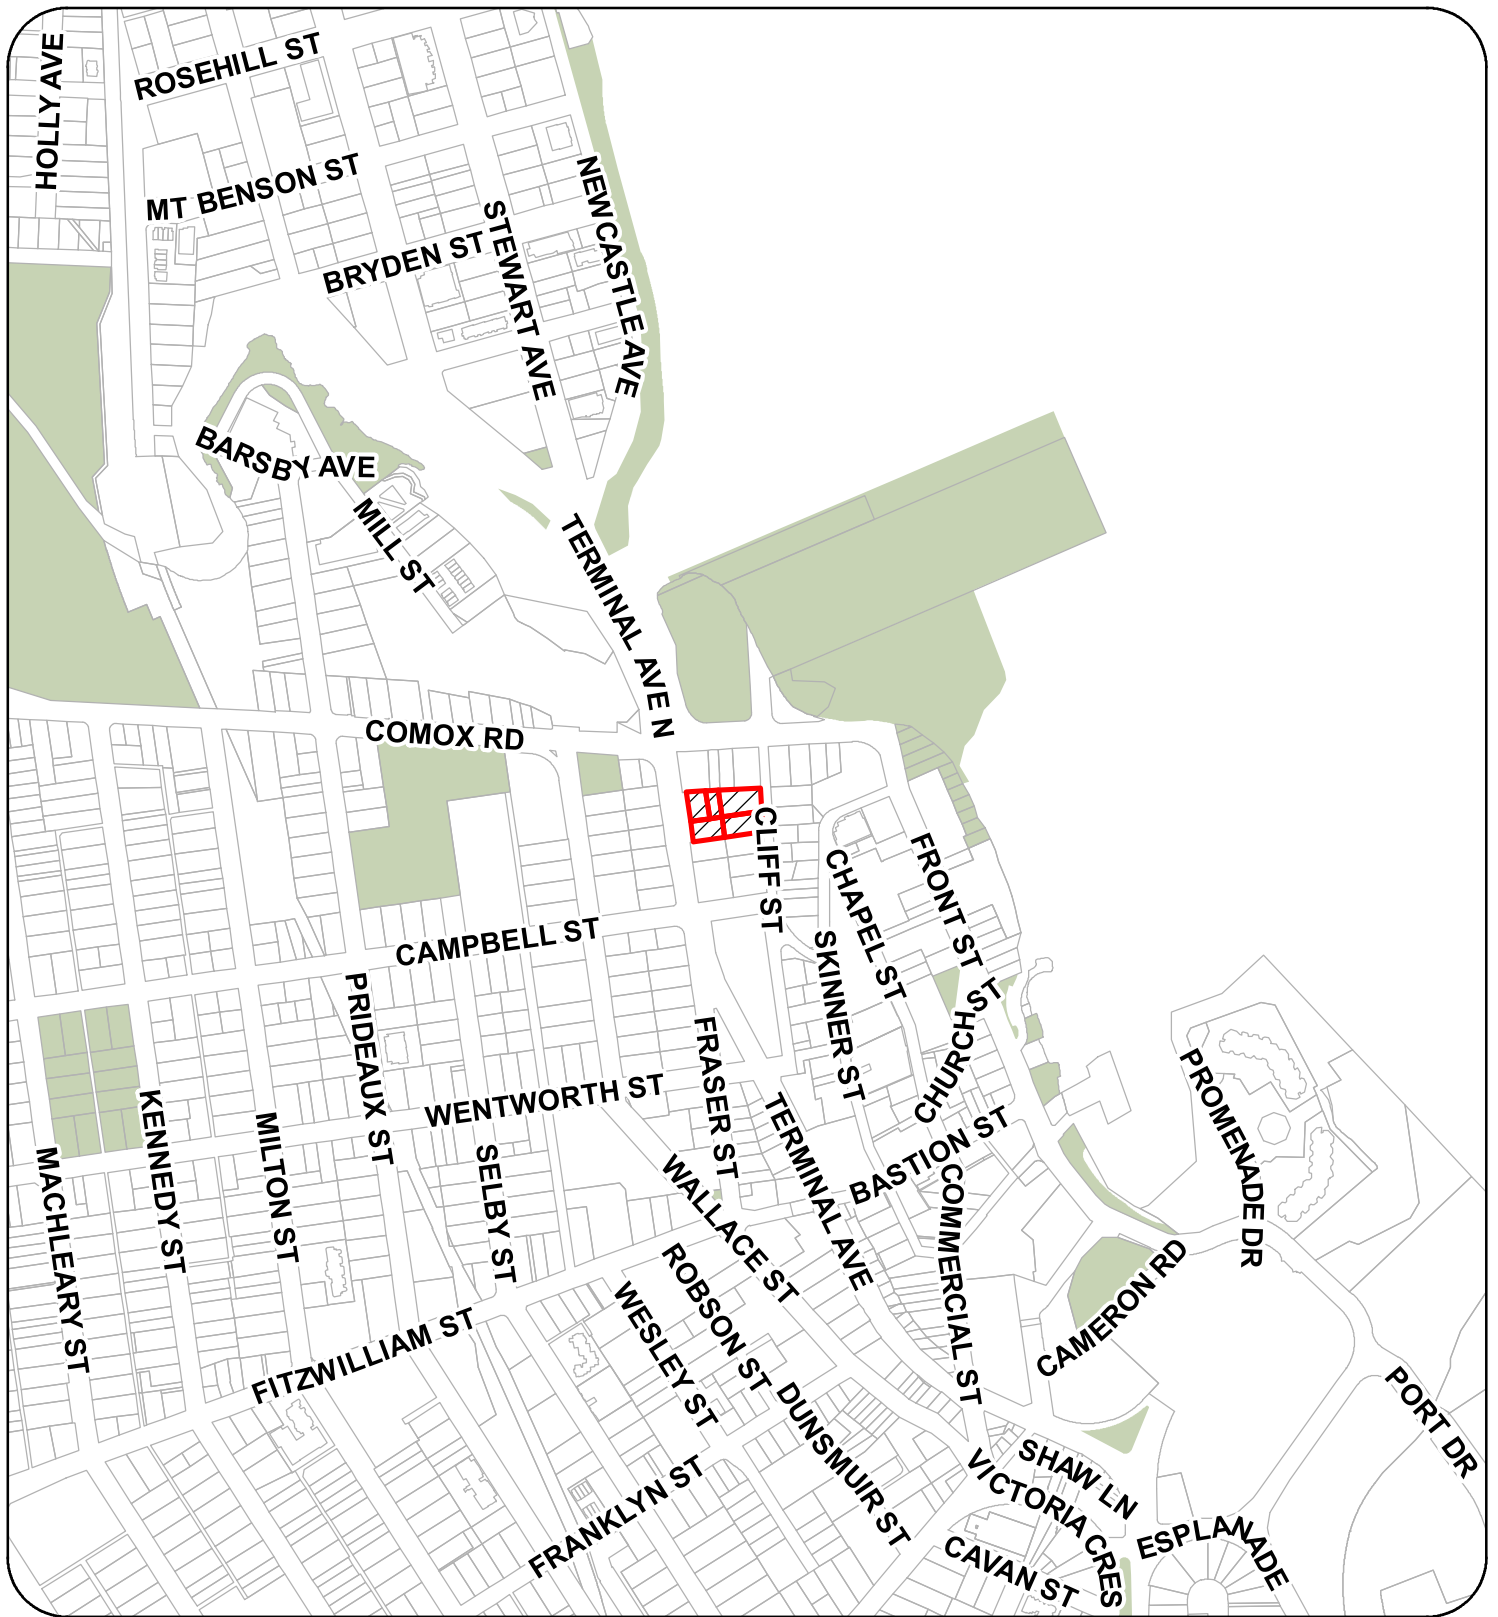 HOLLY AVE
ROSEHILL ST
MT BENSON ST
BRYDEN ST
STEWART AVE
NEWCASTLE AVE
BARSBY AVE
MILL ST
TERMINAL AVE N
COMOX RD
CLIFF ST
CHAPEL ST
FRONT ST
CAMPBELL ST
SKINNER ST
CHURCH ST
PRIDEAUX ST
FRASER ST
WENTWORTH ST
PROMENADE DR
KENNEDY ST
MILTON ST
SELBY ST
MACHLEARY ST
TERMINAL AVE
BASTION ST
WALLACE ST
COMMERCIAL ST
ROBSON ST
WESLEY ST
CAMERON RD
FITZWILLIAM ST
DUNSMUIR ST
PORT DR
FRANKLYN ST
SHAW LN
VICTORIA CRES
CAVAN ST
ESPLANADE